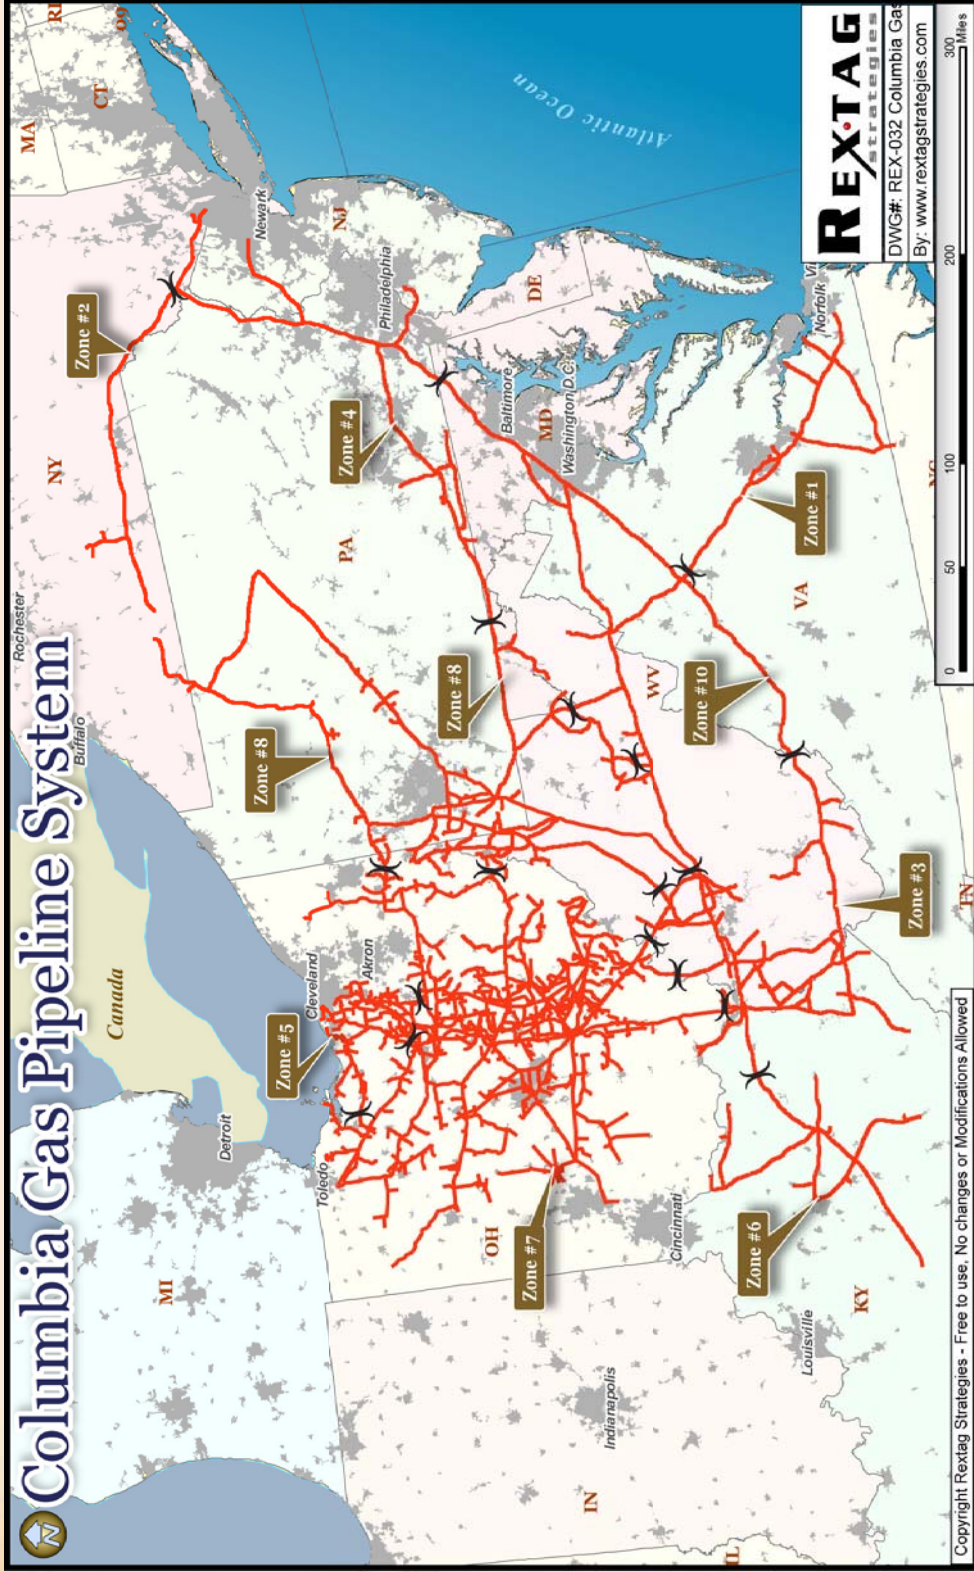 Columbia Gas Pipeline System
N
Rochester
Buffalo
Canada
NY
MA
CT
RI
Zone #2
Newark
NJ
Detroit
MI
Toledo
Cleveland
Akron
Zone #5
Zone #8
PA
Zone #4
Philadelphia
Atlantic Ocean
Zone #8
Baltimore
MD
Washington D.C.
DE
OH
Zone #7
IN
Indianapolis
Cincinnati
WV
Zone #10
VA
Zone #1
Norfolk
Zone #6
Louisville
KY
Zone #3
TN
IL
REXTAG
strategies
DWG#: REX-032 Columbia Gas
By: www.rextagstrategies.com
0 50 100 200 300
Miles
Copyright Rextag Strategies - Free to use, No changes or Modifications Allowed